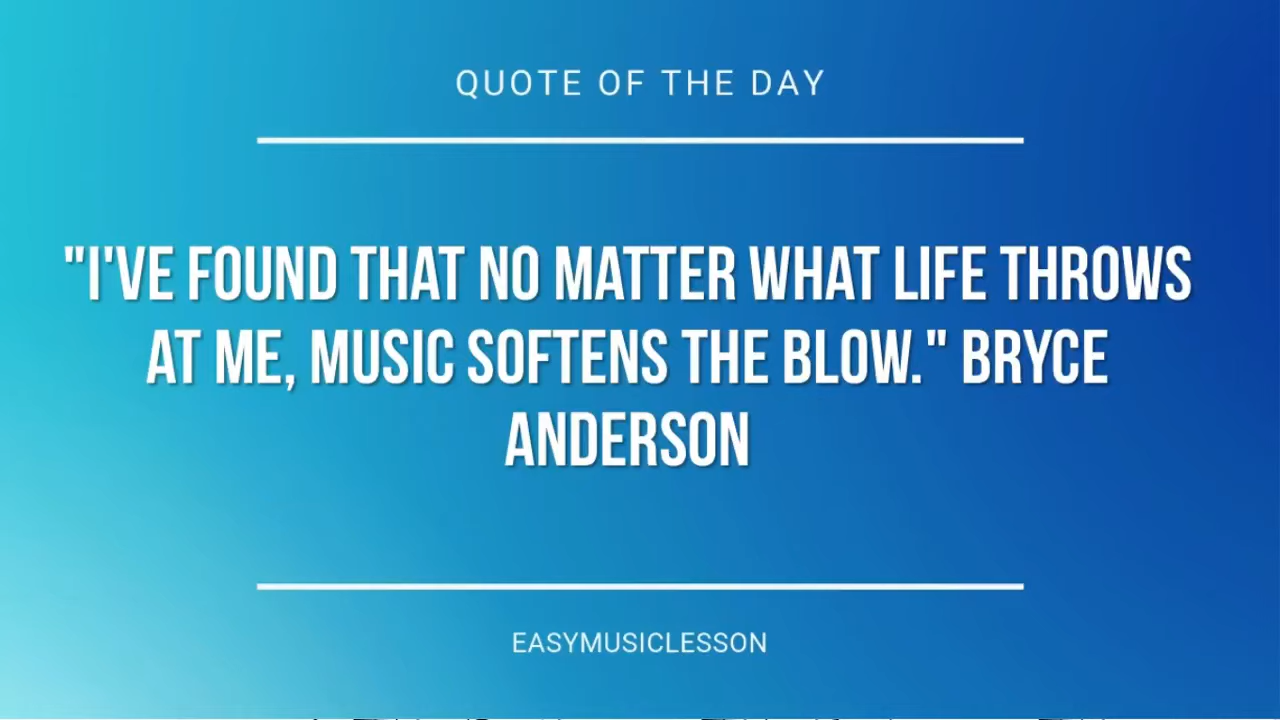 QUOTE OF THE DAY
"I'VE FOUND THAT NO MATTER WHAT LIFE THROWS
AT ME, MUSIC SOFTENS THE BLOW." BRYCE
ANDERSON
EASYMUSICLESSON